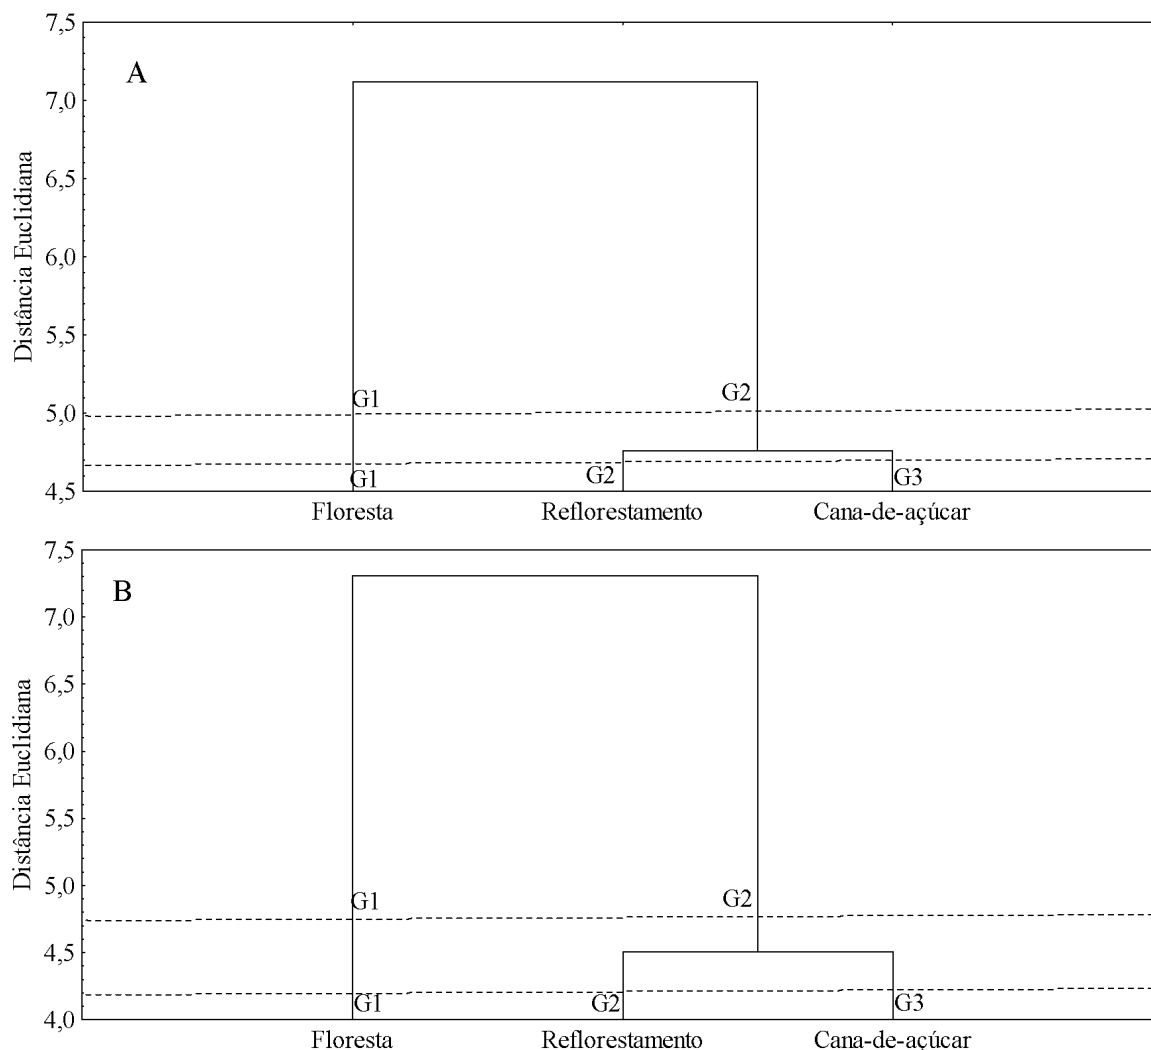 7,5
A
7,0
6,5
6,0
5,5
5,0
4,5
Distância Euclidiana
G1
G2
G1
G2
G3
Floresta Reflorestamento Cana-de-açúcar
7,5
B
7,0
6,5
6,0
5,5
5,0
4,5
4,0
Distância Euclidiana
G1
G2
G1
G2
G3
Floresta Reflorestamento Cana-de-açúcar